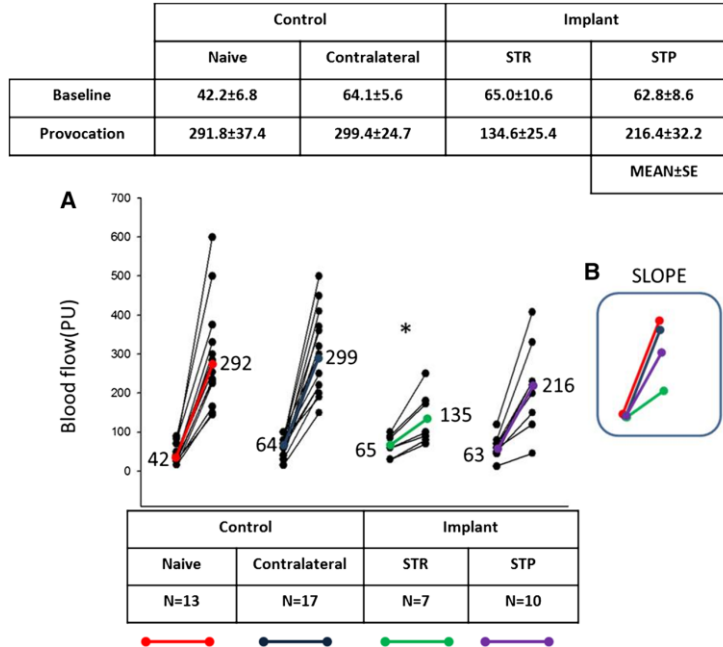 Control Implant
Naive Contralateral STR STP
Baseline 42.2±6.8 64.1±5.6 65.0±10.6 62.8±8.6
Provocation 291.8±37.4 299.4±24.7 134.6±25.4 216.4±32.2
MEAN±SE
A
Blood flow(PU)
700
600
500
400
300
200
100
0
42
292
64
299
*
65
135
63
216
B
SLOPE
Control Implant
Naive Contralateral STR STP
N=13 N=17 N=7 N=10